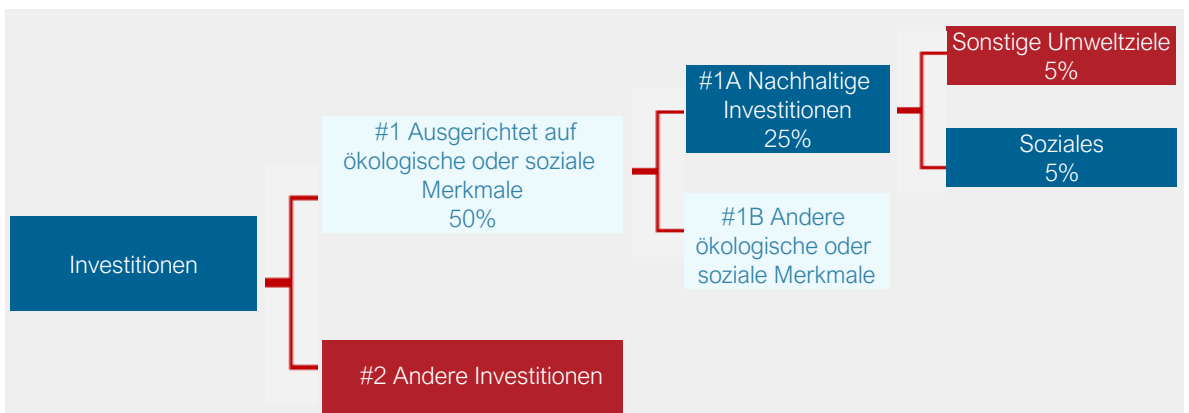 Investitionen
#1 Ausgerichtet auf
ökologische oder soziale
Merkmale
50%
#2 Andere Investitionen
#1A Nachhaltige
Investitionen
25%
#1B Andere
ökologische oder
soziale Merkmale
Sonstige Umweltziele
5%
Soziales
5%